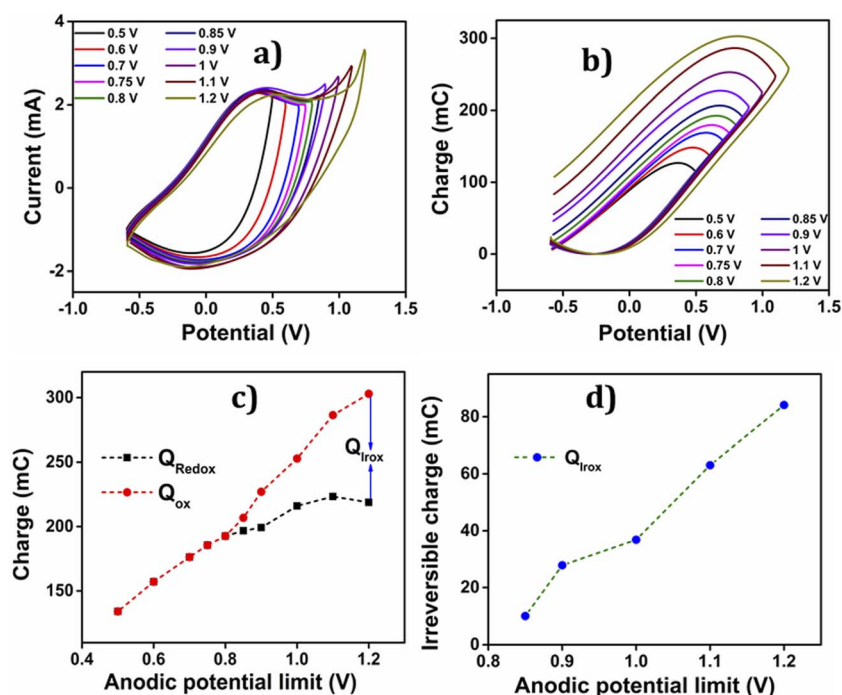 a)
0.5 V 0.85 V
0.6 V 0.9 V
0.7 V 1 V
0.75 V 1.1 V
0.8 V 1.2 V
Current (mA)
4
2
0
-2
-1.0 -0.5 0.0 0.5 1.0 1.5
Potential (V)
b)
Charge (mC)
300
200
100
0
0.5 V 0.85 V
0.6 V 0.9 V
0.7 V 1 V
0.75 V 1.1 V
0.8 V 1.2 V
-1.0 -0.5 0.0 0.5 1.0 1.5
Potential (V)
c)
Charge (mC)
300
250
200
150
QRedox
Qox
QIrox
0.4 0.6 0.8 1.0 1.2
Anodic potential limit (V)
d)
Irreversible charge (mC)
80
60
40
20
0
QIrox
0.8 0.9 1.0 1.1 1.2
Anodic potential limit (V)